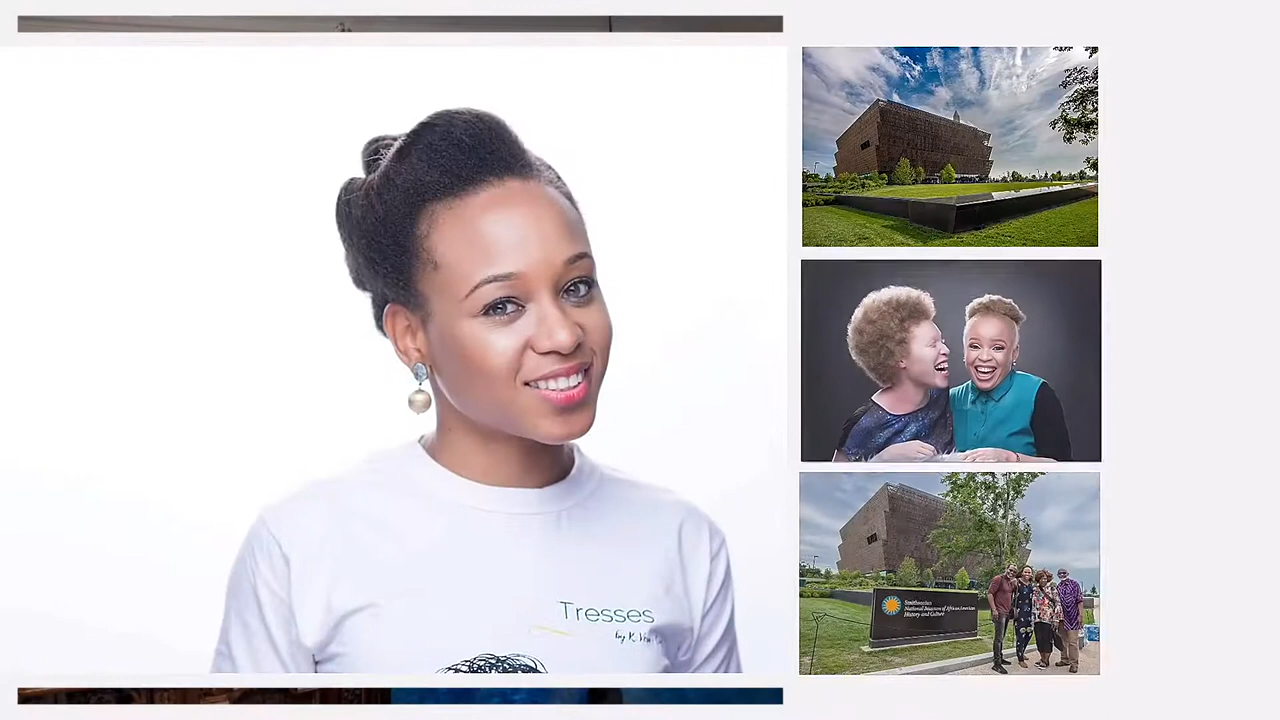 Tresses
Smithsonian
National Museum of African American
History and Culture